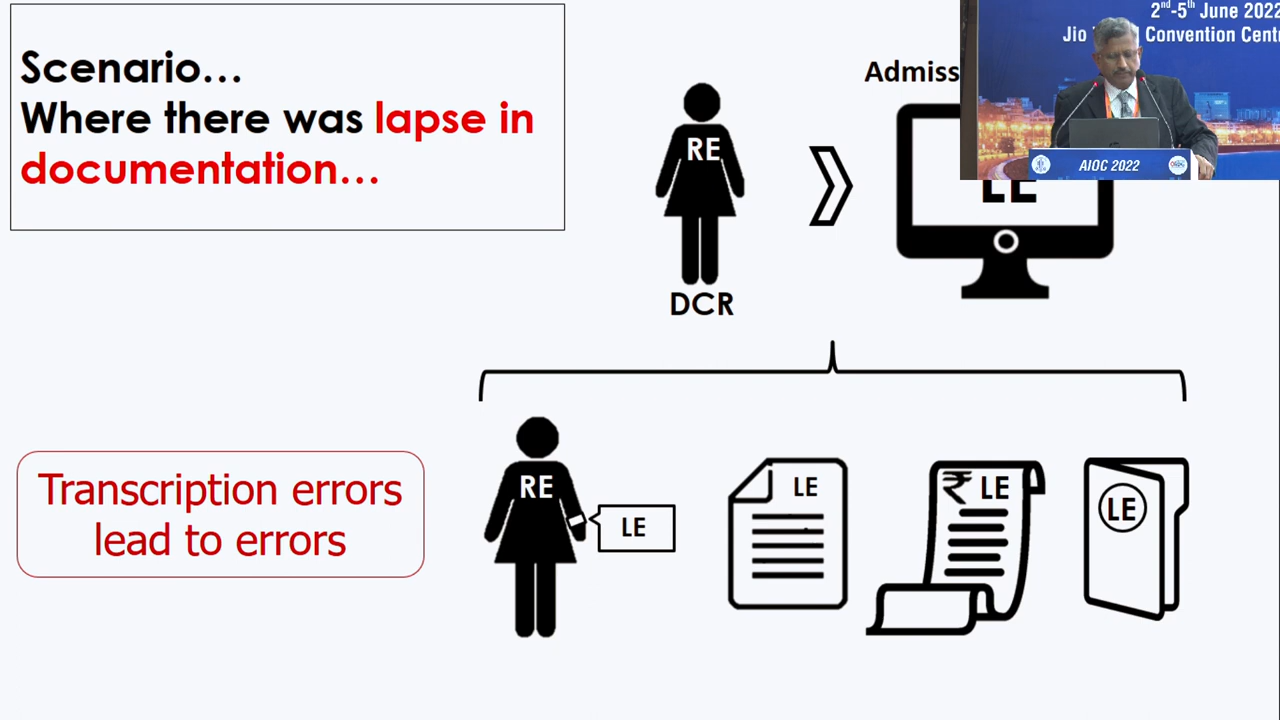 Scenario...
Where there was lapse in
documentation...
RE
DCR
Admiss
LE
2nd-5th June 2022
Jio Convention Cent
AIOC 2022
RE
LE
LE
₹ LE
LE
Transcription errors
lead to errors